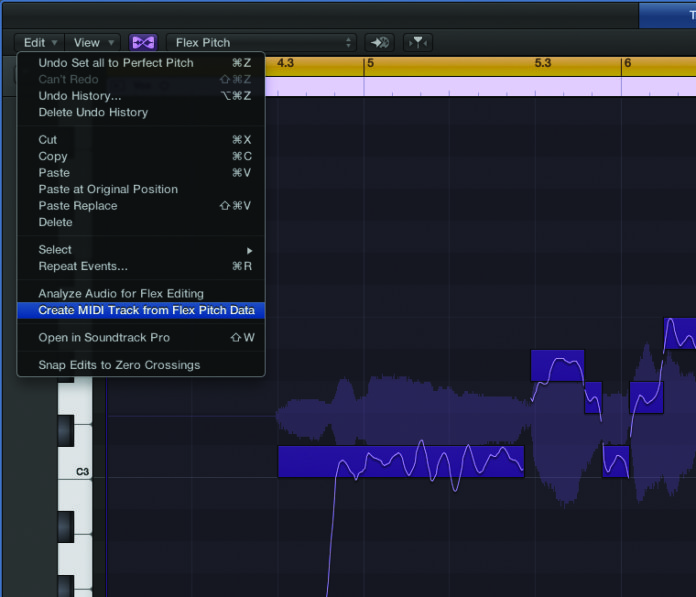 T
Edit View Flex Pitch
4.3 5 5.3 6
Undo Set all to Perfect Pitch ⌘Z
Can't Redo ⇧⌘Z
Undo History... ⌥⌘Z
Delete Undo History
Cut ⌘X
Copy ⌘C
Paste ⌘V
Paste at Original Position
Paste Replace ⇧⌘V
Delete
Select
Repeat Events... ⌘R
Analyze Audio for Flex Editing
Create MIDI Track from Flex Pitch Data
Open in Soundtrack Pro ⇧W
Snap Edits to Zero Crossings
C3